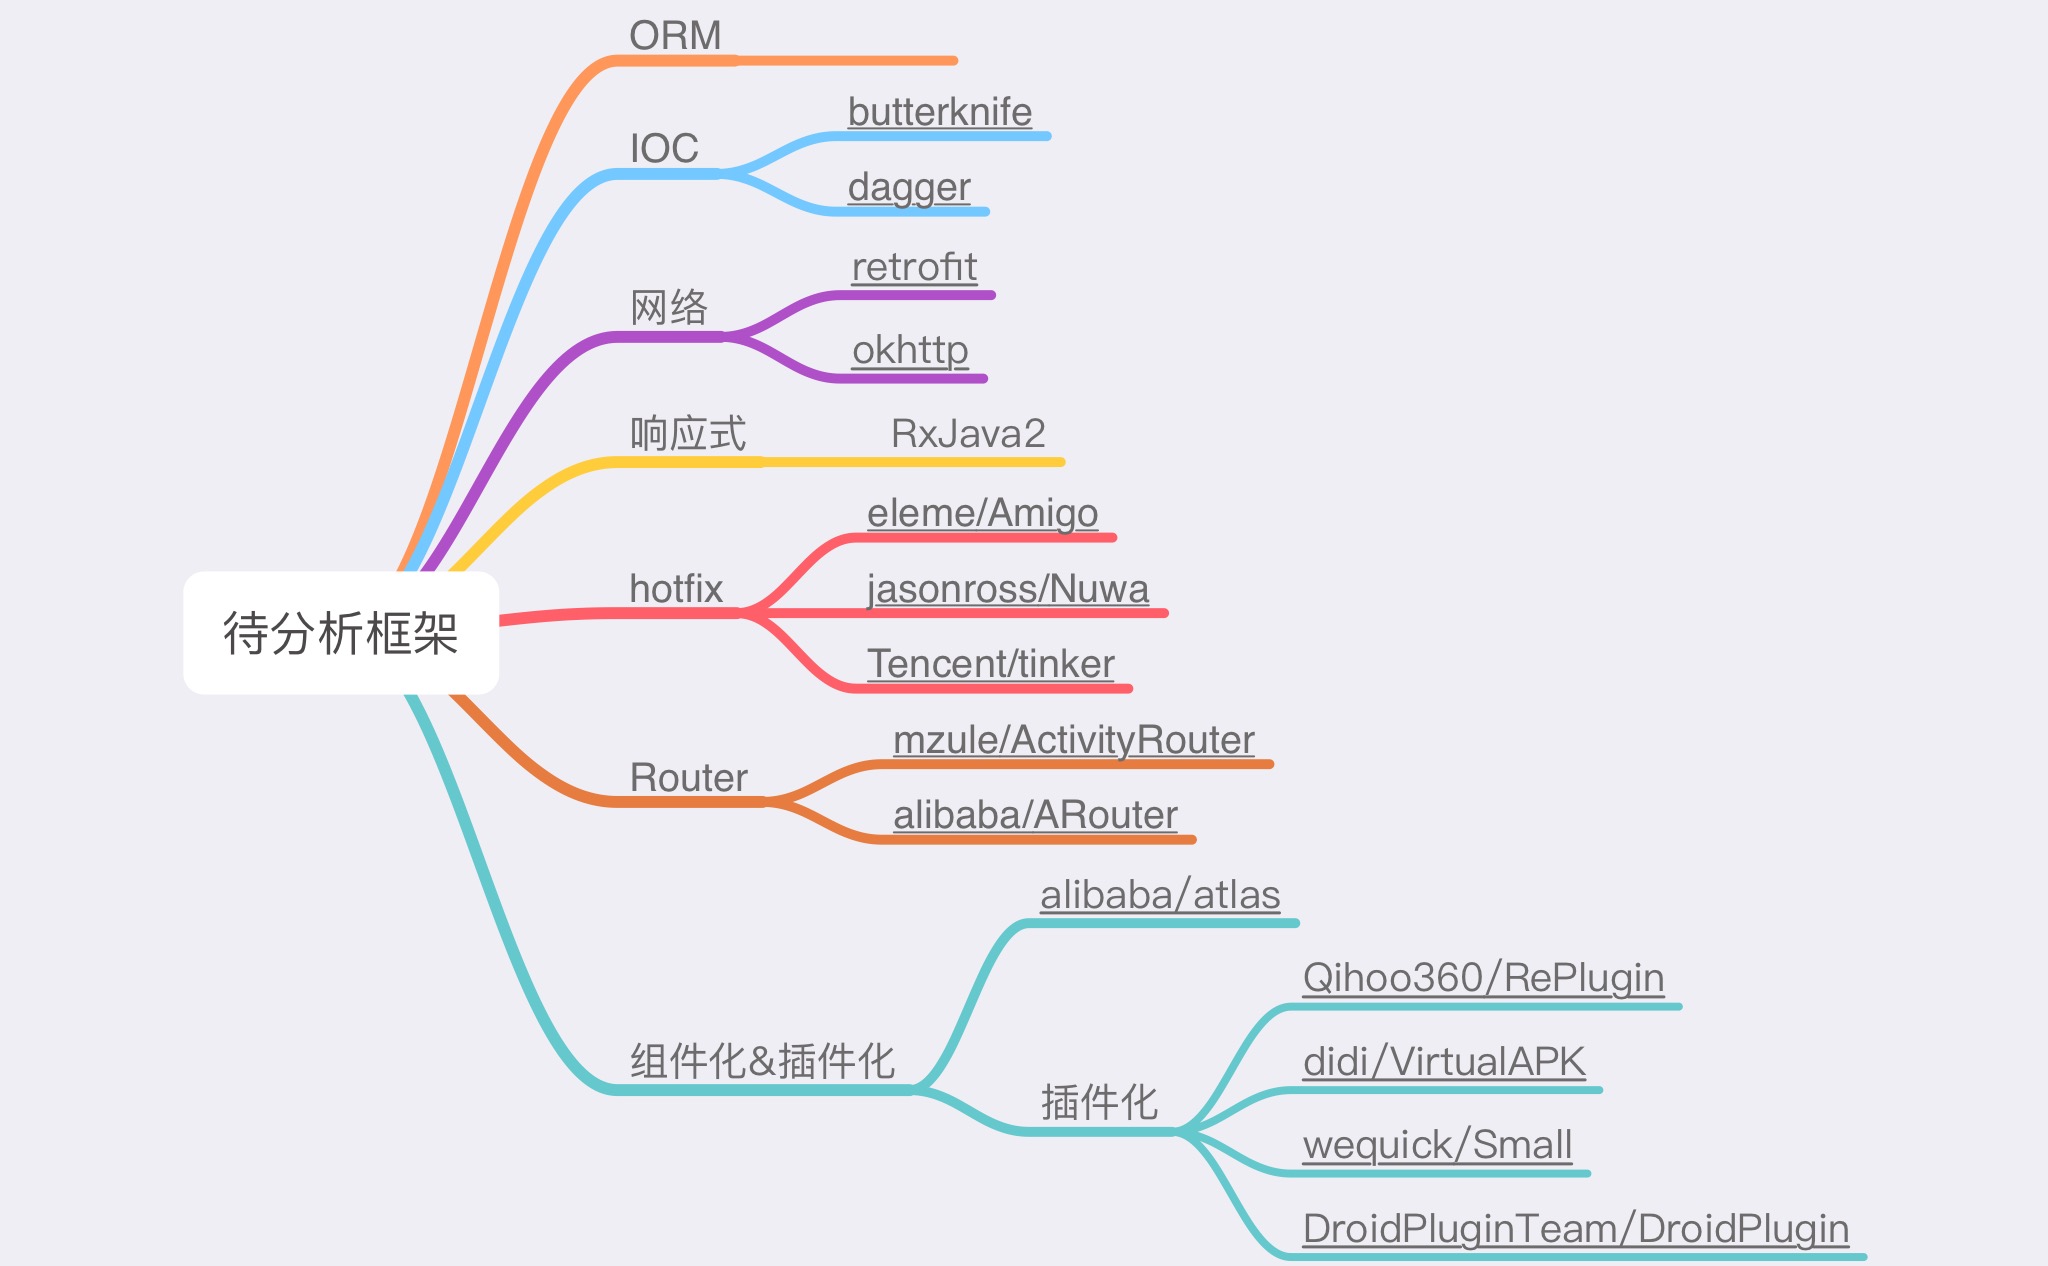 ORM
IOC
butterknife
dagger
网络
retrofit
okhttp
响应式
RxJava2
待分析框架
hotfix
eleme/Amigo
jasonross/Nuwa
Tencent/tinker
Router
mzule/ActivityRouter
alibaba/ARouter
组件化&插件化
alibaba/atlas
插件化
Qihoo360/RePlugin
didi/VirtualAPK
wequick/Small
DroidPluginTeam/DroidPlugin